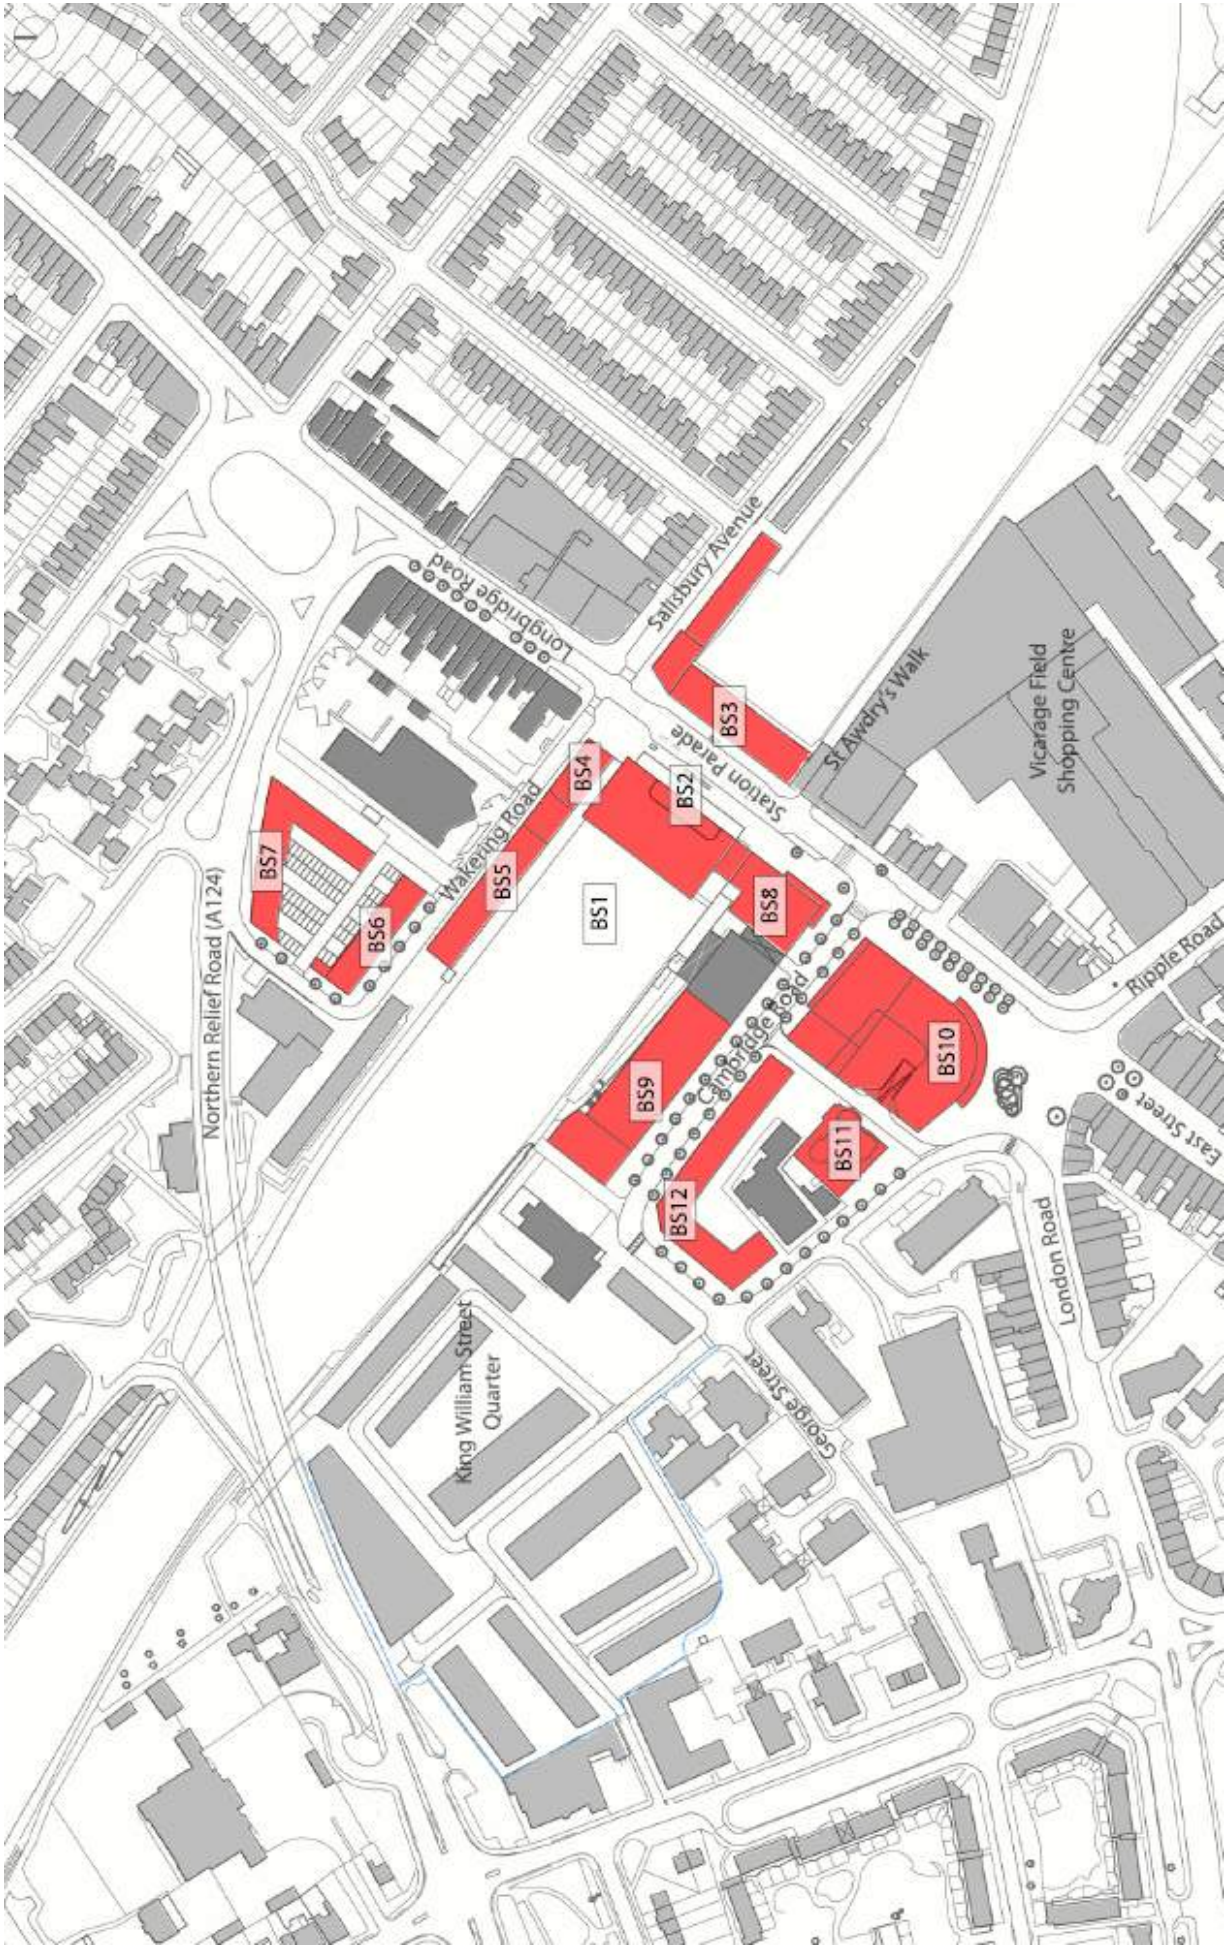 Northern Relief Road (A124)
BS7
BS6
Wakering Road
BS5
BS4
Longbridge Road
Salisbury Avenue
BS1
BS2
BS3
Station Parade
St Awdry's Walk
Vicarage Field
Shopping Centre
BS8
BS9
Cambridge Road
BS10
BS11
BS12
Ripple Road
East Street
London Road
George Street
King William Street
Quarter